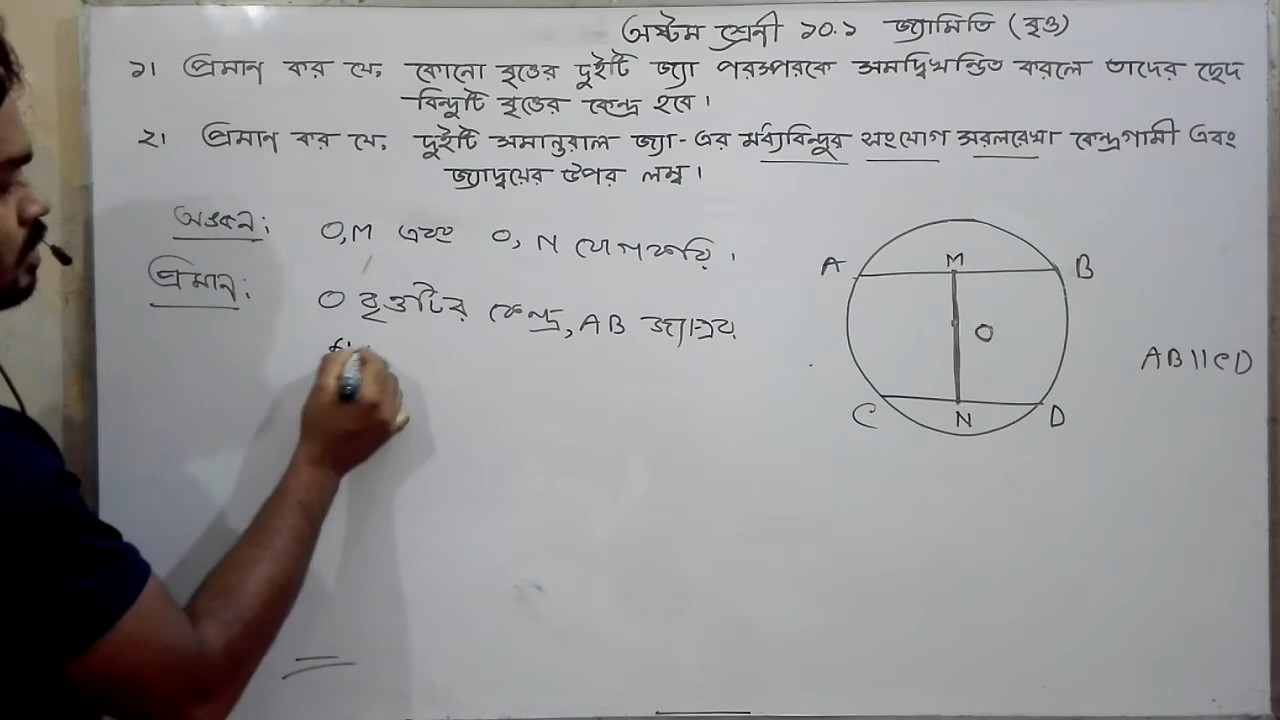 অষ্টম শ্রেনী ১০.১ জ্যামিতি (বৃত্ত)
১। প্রমান কর যে, কোনো বৃত্তের দুইটি জ্যা পরস্পরকে সমদ্বিখন্ডিত করলে তাদের ছেদ
বিন্দুটি বৃত্তের কেন্দ্র হবে।
২। প্রমান কর যে, দুইটি সমান্তরাল জ্যা-এর মধ্যবিন্দুর সংযোগ সরলরেখা কেন্দ্রগামী এবং
জ্যাদ্বয়ের উপর লম্ব।
অঙ্কন: O,M এবং O, N যোগ করি।
প্রমান: O বৃত্তটির কেন্দ্র, AB জ্যা এর
A M B
O
AB||CD
C N D